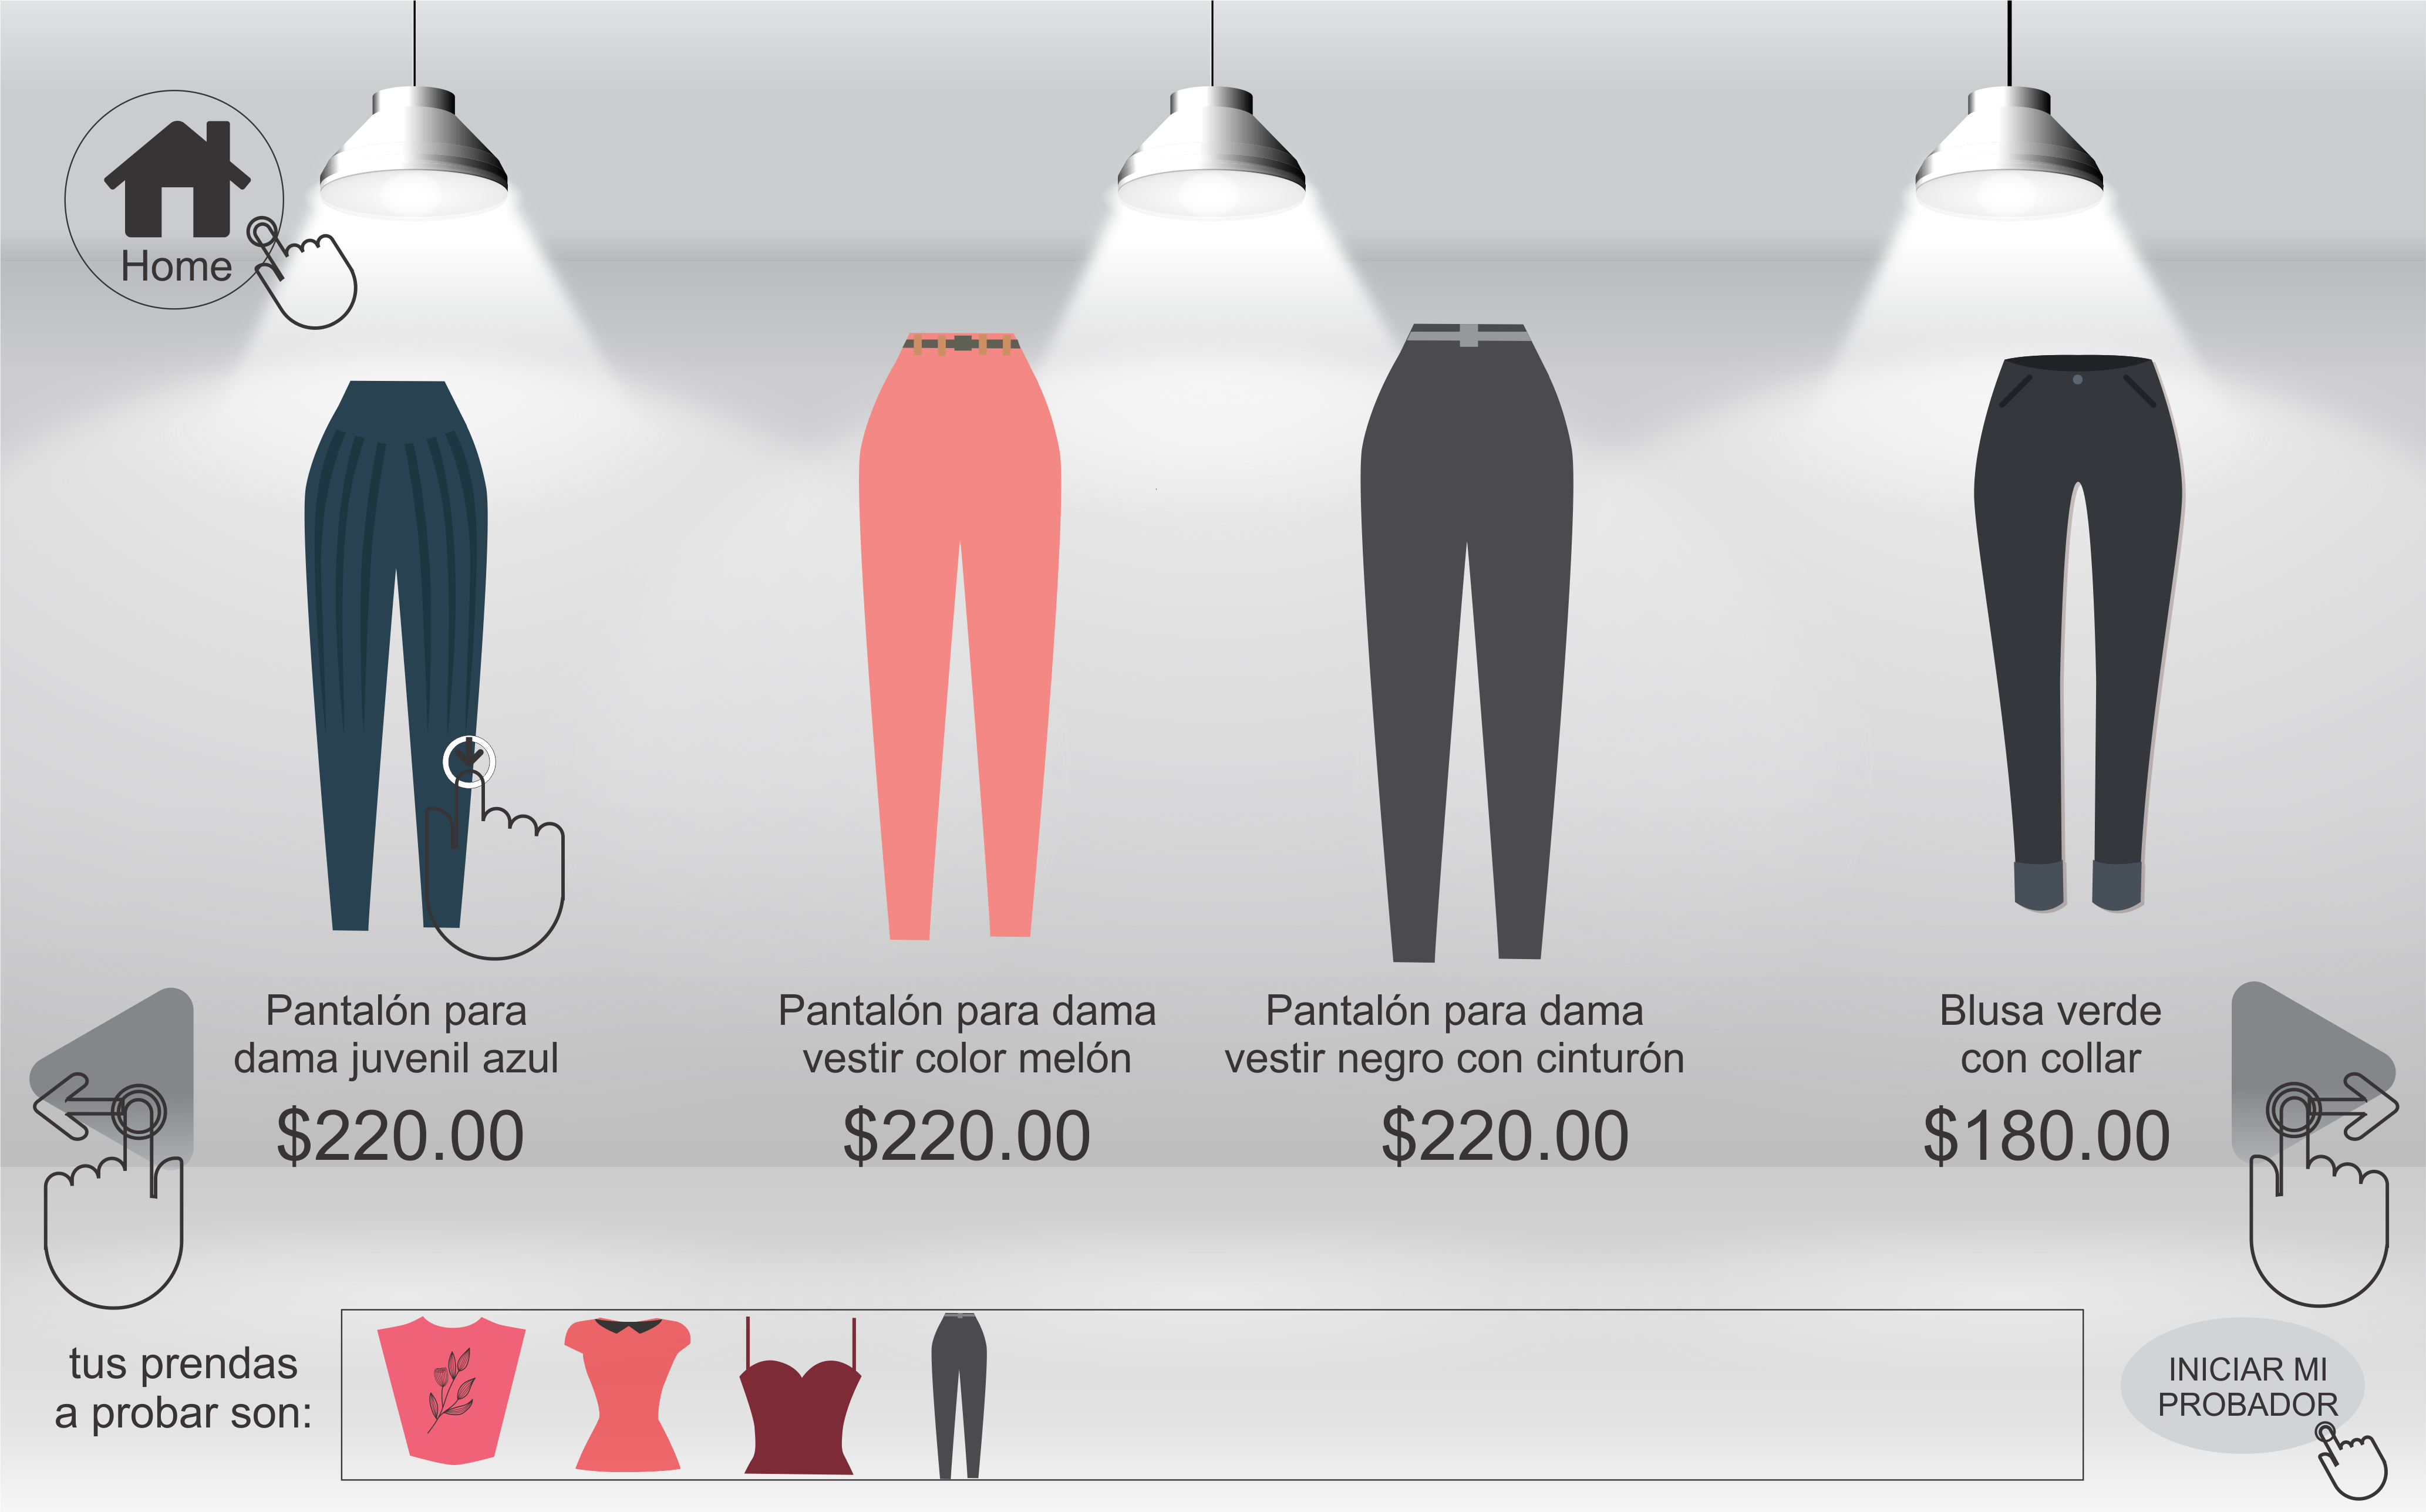 Home
Pantalón para
dama juvenil azul
$220.00
Pantalón para dama
vestir color melón
$220.00
Pantalón para dama
vestir negro con cinturón
$220.00
Blusa verde
con collar
$180.00
tus prendas
a probar son:
INICIAR MI
PROBADOR